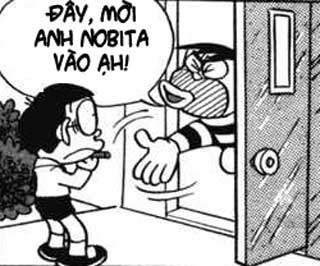 ĐÂY, MỜI
ANH NOBITA
VÀO ẠH!